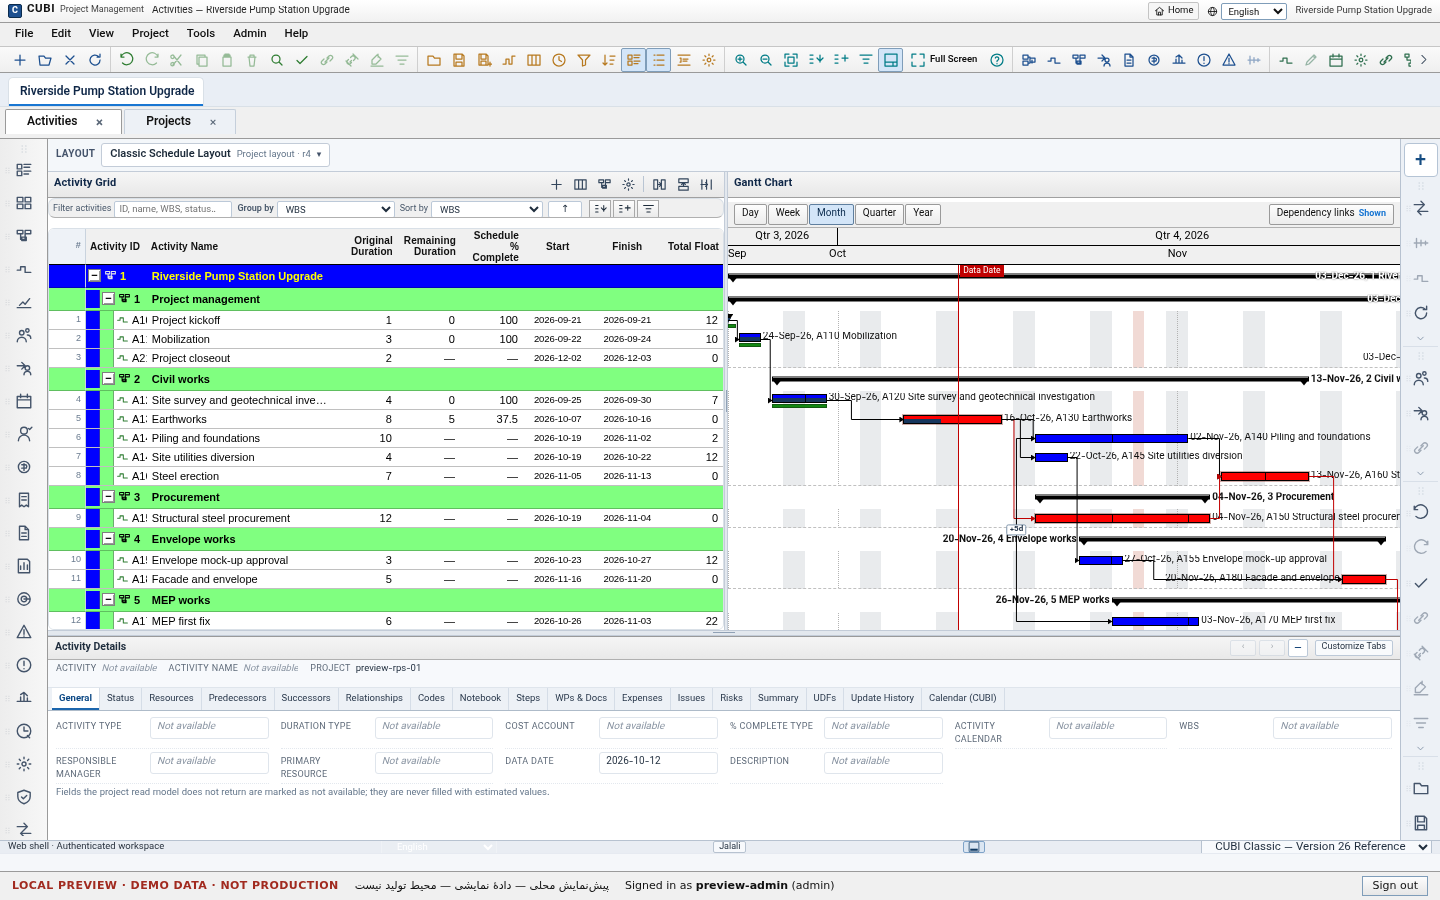 C CUBI Project Management Activities — Riverside Pump Station Upgrade Home English Riverside Pump Station Upgrade
File Edit View Project Tools Admin Help
Full Screen
Riverside Pump Station Upgrade
Activities × Projects ×
LAYOUT Classic Schedule Layout Project layout · r4 ▾
Activity Grid
Filter activities ID, name, WBS, status.. Group by WBS Sort by WBS ↑
# Activity ID Activity Name Original Duration Remaining Duration Schedule % Complete Start Finish Total Float
1 Riverside Pump Station Upgrade
1 Project management
1 Project kickoff 1 0 100 2026-09-21 2026-09-21 12
2 Mobilization 3 0 100 2026-09-22 2026-09-24 10
3 Project closeout 2 — — 2026-12-02 2026-12-03 0
2 Civil works
4 Site survey and geotechnical inve... 4 0 100 2026-09-25 2026-09-30 7
5 Earthworks 8 5 37.5 2026-10-07 2026-10-16 0
6 Piling and foundations 10 — — 2026-10-19 2026-11-02 2
7 Site utilities diversion 4 — — 2026-10-19 2026-10-22 12
8 Steel erection 7 — — 2026-11-05 2026-11-13 0
3 Procurement
9 Structural steel procurement 12 — — 2026-10-19 2026-11-04 0
4 Envelope works
10 Envelope mock-up approval 3 — — 2026-10-23 2026-10-27 12
11 Facade and envelope 5 — — 2026-11-16 2026-11-20 0
5 MEP works
12 MEP first fix 6 — — 2026-10-26 2026-11-03 22
Gantt Chart
Day Week Month Quarter Year Dependency links Shown
Qtr 3, 2026 Qtr 4, 2026
Sep Oct Nov
Data Date
03-Dec-26, 1 River
03-Dec
24-Sep-26, A110 Mobilization
03-Dec-
13-Nov-26, 2 Civil w
30-Sep-26, A120 Site survey and geotechnical investigation
16-Oct-26, A130 Earthworks
02-Nov-26, A140 Piling and foundations
22-Oct-26, A145 Site utilities diversion
13-Nov-26, A160 St
04-Nov-26, 3 Procurement
04-Nov-26, A150 Structural steel procurer
+5d
20-Nov-26, 4 Envelope works
27-Oct-26, A155 Envelope mock-up approval
20-Nov-26, A180 Facade and envelope
26-Nov-26, 5 MEP works
03-Nov-26, A170 MEP first fix
Activity Details Customize Tabs
ACTIVITY Not available ACTIVITY NAME Not available PROJECT preview-rps-01
General Status Resources Predecessors Successors Relationships Codes Notebook Steps WPs & Docs Expenses Issues Risks Summary UDFs Update History Calendar (CUBI)
ACTIVITY TYPE Not available DURATION TYPE Not available COST ACCOUNT Not available % COMPLETE TYPE Not available ACTIVITY CALENDAR Not available WBS Not available
RESPONSIBLE MANAGER Not available PRIMARY RESOURCE Not available DATA DATE 2026-10-12 DESCRIPTION Not available
Fields the project read model does not return are marked as not available; they are never filled with estimated values.
Web shell · Authenticated workspace English Jalali CUBI Classic — Version 26 Reference
LOCAL PREVIEW · DEMO DATA · NOT PRODUCTION پیش‌نمایش محلی — دادهٔ نمایشی — محیط تولید نیست Signed in as preview-admin (admin) Sign out